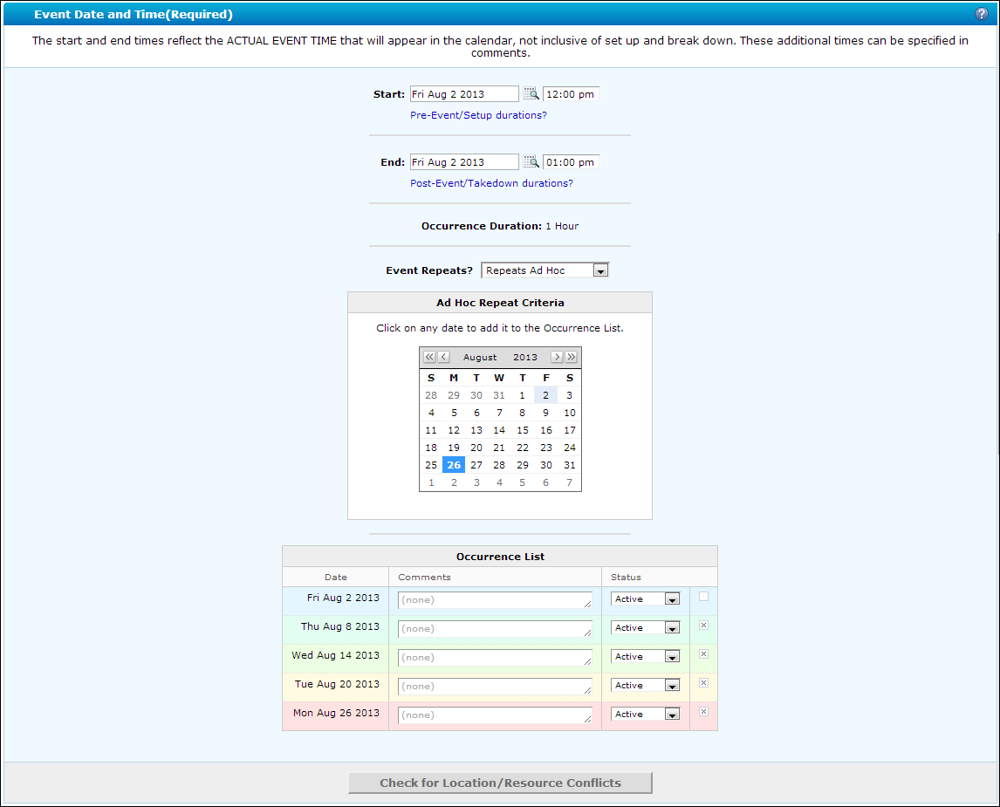 Event Date and Time(Required)
?
The start and end times reflect the ACTUAL EVENT TIME that will appear in the calendar, not inclusive of set up and break down. These additional times can be specified in
comments.
Start: Fri Aug 2 2013 12:00 pm
Pre-Event/Setup durations?
End: Fri Aug 2 2013 01:00 pm
Post-Event/Takedown durations?
Occurrence Duration: 1 Hour
Event Repeats? Repeats Ad Hoc
Ad Hoc Repeat Criteria
Click on any date to add it to the Occurrence List.
« ‹ August 2013 › »
S M T W T F S
28 29 30 31 1 2 3
4 5 6 7 8 9 10
11 12 13 14 15 16 17
18 19 20 21 22 23 24
25 26 27 28 29 30 31
1 2 3 4 5 6 7
Occurrence List
Date Comments Status
Fri Aug 2 2013 (none) Active
Thu Aug 8 2013 (none) Active
Wed Aug 14 2013 (none) Active
Tue Aug 20 2013 (none) Active
Mon Aug 26 2013 (none) Active
Check for Location/Resource Conflicts